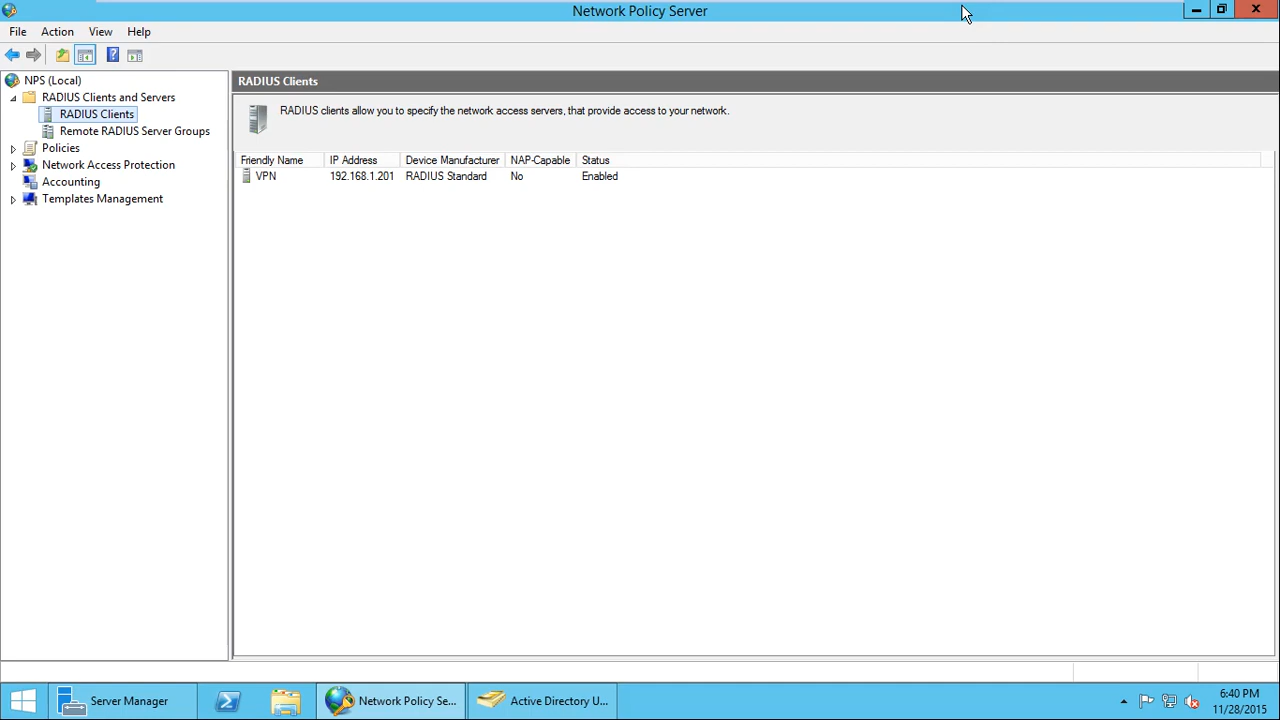 Network Policy Server
File Action View Help
NPS (Local)
RADIUS Clients and Servers
RADIUS Clients
Remote RADIUS Server Groups
Policies
Network Access Protection
Accounting
Templates Management
RADIUS Clients
RADIUS clients allow you to specify the network access servers, that provide access to your network.
Friendly Name IP Address Device Manufacturer NAP-Capable Status
VPN 192.168.1.201 RADIUS Standard No Enabled
Server Manager Network Policy Se... Active Directory U... 6:40 PM
11/28/2015